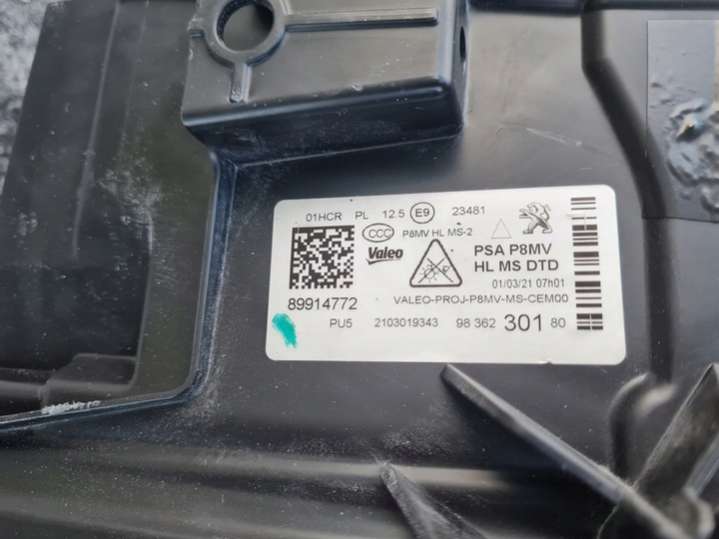 01HCR PL 12.5 E9 23481
CCC P8MV HL MS-2
Valeo
PSA P8MV
HL MS DTD
01/03/21 07h01
89914772
VALEO-PROJ-P8MV-MS-CEM00
PU5 2103019343 98 362 301 80